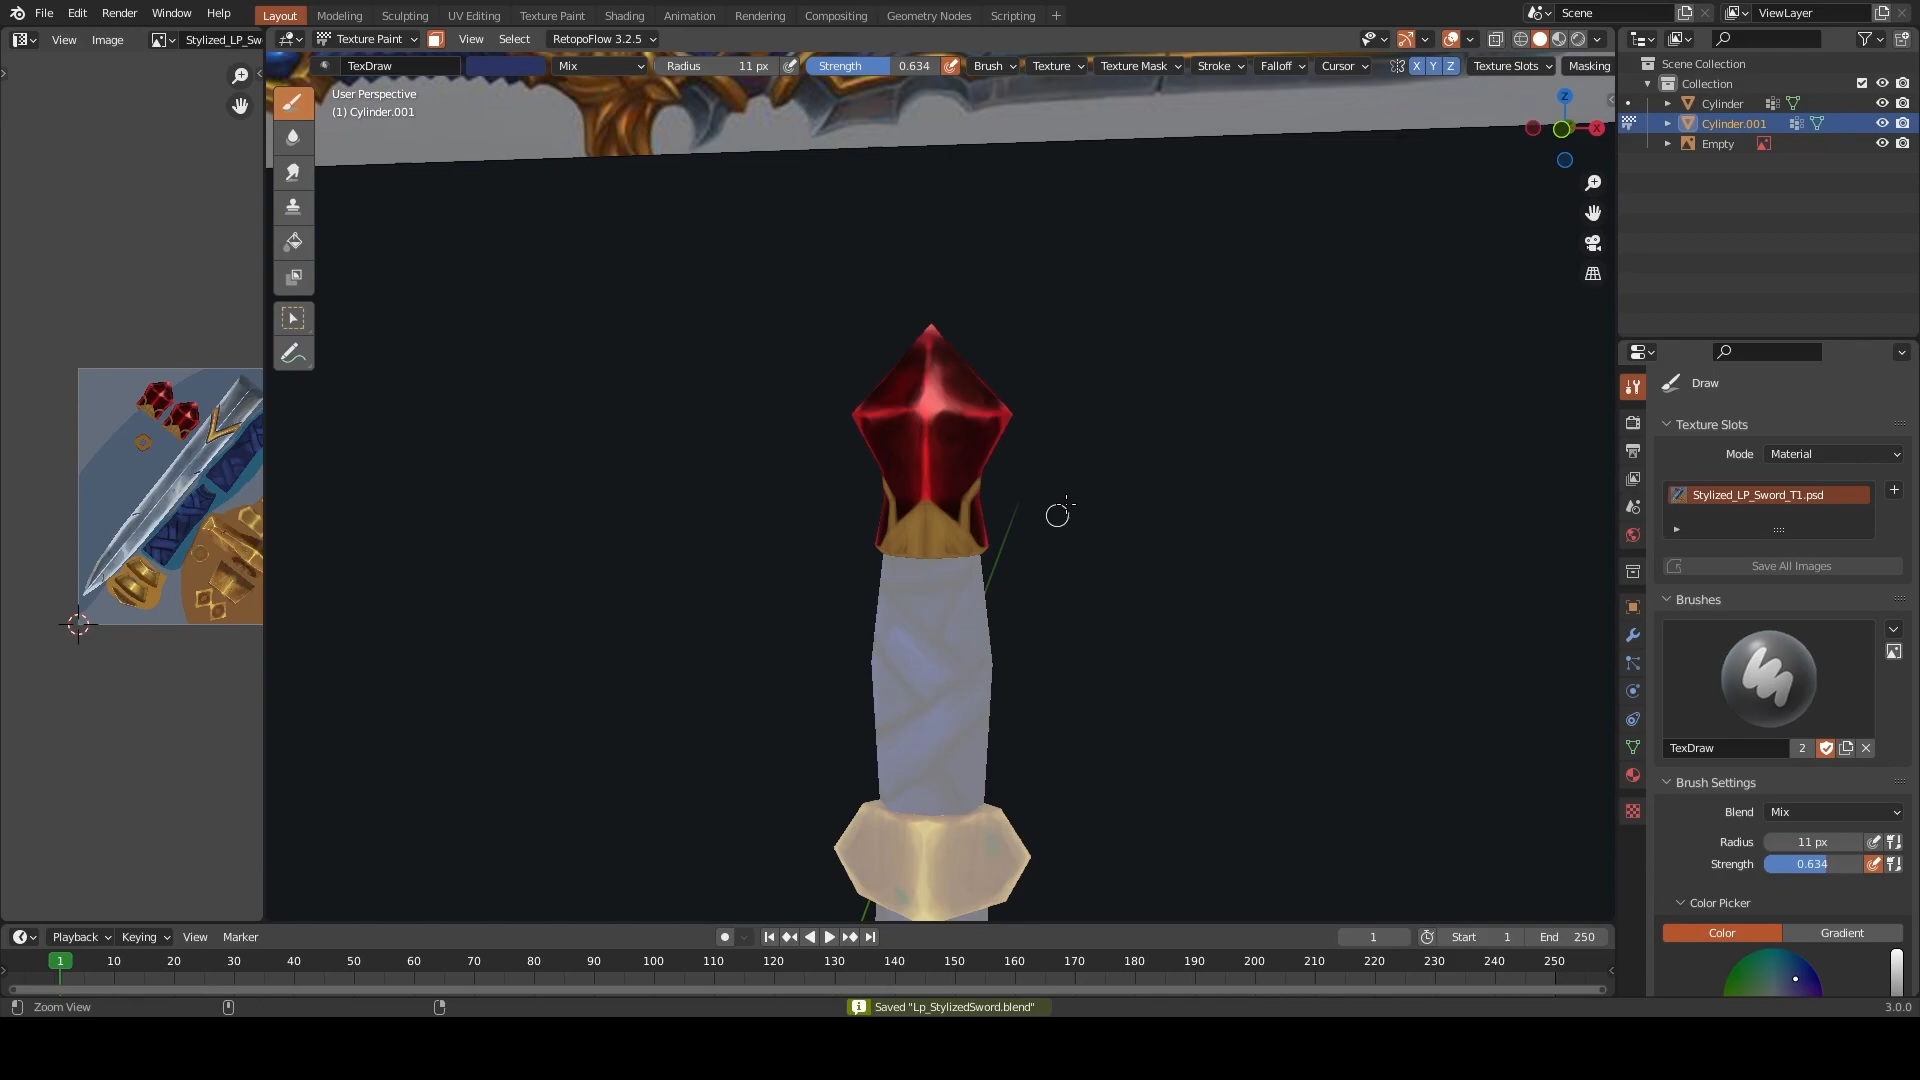 File Edit Render Window Help
Layout Modeling Sculpting UV Editing Texture Paint Shading Animation Rendering Compositing Geometry Nodes Scripting +
Scene
ViewLayer
View Image Stylized_LP_Sw
Texture Paint View Select RetopoFlow 3.2.5
TexDraw Mix Radius 11 px Strength 0.634 Brush Texture Texture Mask Stroke Falloff Cursor X Y Z Texture Slots Masking
User Perspective
(1) Cylinder.001
Z
X
Scene Collection
Collection
Cylinder
Cylinder.001
Empty
Draw
Texture Slots
Mode Material
Stylized_LP_Sword_T1.psd
Save All Images
Brushes
TexDraw 2
Brush Settings
Blend Mix
Radius 11 px
Strength 0.634
Color Picker
Color Gradient
Playback Keying View Marker
1 Start 1 End 250
1 10 20 30 40 50 60 70 80 90 100 110 120 130 140 150 160 170 180 190 200 210 220 230 240 250
Zoom View
Saved "Lp_StylizedSword.blend"
3.0.0